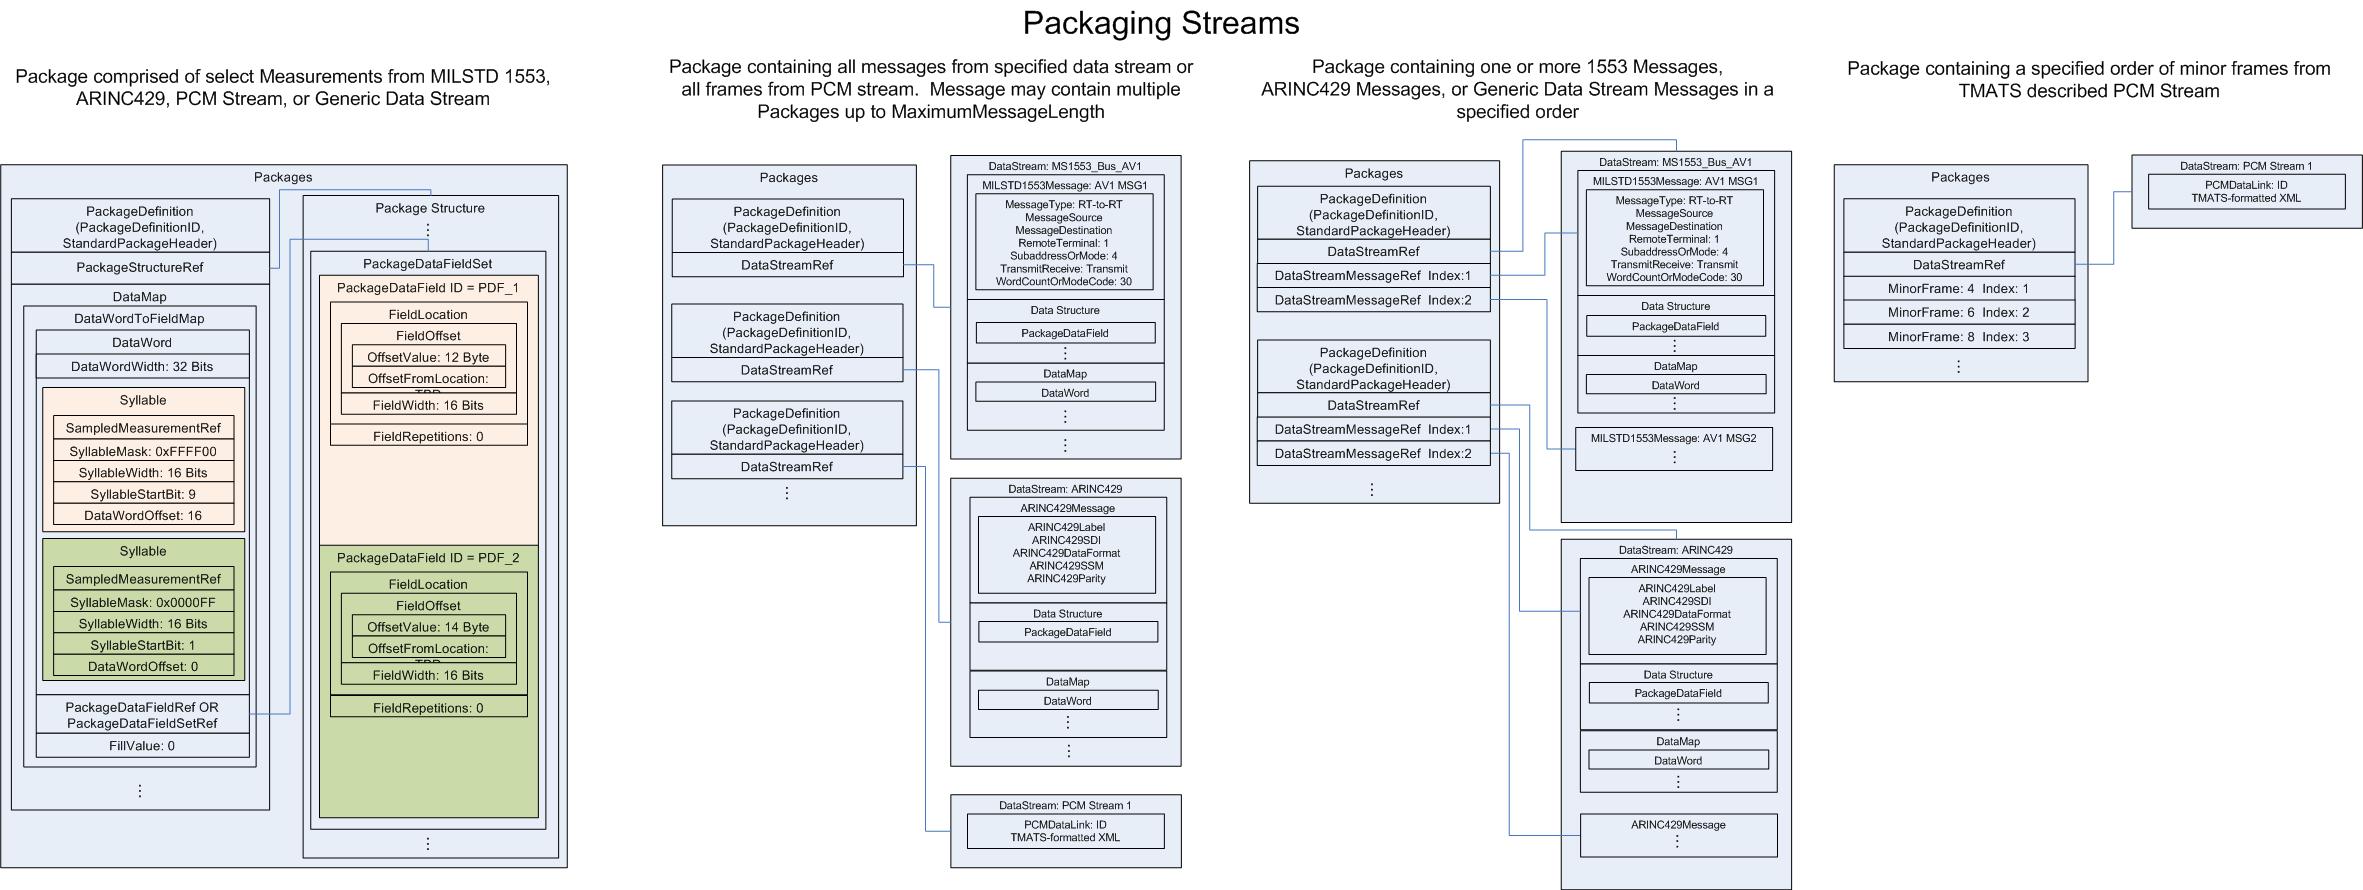 Packaging Streams
Package comprised of select Measurements from MILSTD 1553,
ARINC429, PCM Stream, or Generic Data Stream
Packages
PackageDefinition
(PackageDefinitionID,
StandardPackageHeader)
PackageStructureRef
DataMap
DataWordToFieldMap
DataWord
DataWordWidth: 32 Bits
Syllable
SampledMeasurementRef
SyllableMask: 0xFFFF00
SyllableWidth: 16 Bits
SyllableStartBit: 9
DataWordOffset: 16
Syllable
SampledMeasurementRef
SyllableMask: 0x0000FF
SyllableWidth: 16 Bits
SyllableStartBit: 1
DataWordOffset: 0
PackageDataFieldRef OR
PackageDataFieldSetRef
FillValue: 0
Package Structure
PackageDataFieldSet
PackageDataField ID = PDF_1
FieldLocation
FieldOffset
OffsetValue: 12 Byte
OffsetFromLocation:
FieldWidth: 16 Bits
FieldRepetitions: 0
PackageDataField ID = PDF_2
FieldLocation
FieldOffset
OffsetValue: 14 Byte
OffsetFromLocation:
FieldWidth: 16 Bits
FieldRepetitions: 0
Package containing all messages from specified data stream or
all frames from PCM stream.  Message may contain multiple
Packages up to MaximumMessageLength
Packages
PackageDefinition
(PackageDefinitionID,
StandardPackageHeader)
DataStreamRef
PackageDefinition
(PackageDefinitionID,
StandardPackageHeader)
DataStreamRef
PackageDefinition
(PackageDefinitionID,
StandardPackageHeader)
DataStreamRef
DataStream: MS1553_Bus_AV1
MILSTD1553Message: AV1 MSG1
MessageType: RT-to-RT
MessageSource
MessageDestination
RemoteTerminal: 1
SubaddressOrMode: 4
TransmitReceive: Transmit
WordCountOrModeCode: 30
Data Structure
PackageDataField
DataMap
DataWord
DataStream: ARINC429
ARINC429Message
ARINC429Label
ARINC429SDI
ARINC429DataFormat
ARINC429SSM
ARINC429Parity
Data Structure
PackageDataField
DataMap
DataWord
DataStream: PCM Stream 1
PCMDataLink: ID
TMATS-formatted XML
Package containing one or more 1553 Messages,
ARINC429 Messages, or Generic Data Stream Messages in a
specified order
Packages
PackageDefinition
(PackageDefinitionID,
StandardPackageHeader)
DataStreamRef
DataStreamMessageRef  Index:1
DataStreamMessageRef  Index:2
PackageDefinition
(PackageDefinitionID,
StandardPackageHeader)
DataStreamRef
DataStreamMessageRef  Index:1
DataStreamMessageRef  Index:2
DataStream: MS1553_Bus_AV1
MILSTD1553Message: AV1 MSG1
MessageType: RT-to-RT
MessageSource
MessageDestination
RemoteTerminal: 1
SubaddressOrMode: 4
TransmitReceive: Transmit
WordCountOrModeCode: 30
Data Structure
PackageDataField
DataMap
DataWord
MILSTD1553Message: AV1 MSG2
DataStream: ARINC429
ARINC429Message
ARINC429Label
ARINC429SDI
ARINC429DataFormat
ARINC429SSM
ARINC429Parity
Data Structure
PackageDataField
DataMap
DataWord
ARINC429Message
Package containing a specified order of minor frames from
TMATS described PCM Stream
Packages
PackageDefinition
(PackageDefinitionID,
StandardPackageHeader)
DataStreamRef
MinorFrame: 4  Index: 1
MinorFrame: 6  Index: 2
MinorFrame: 8  Index: 3
DataStream: PCM Stream 1
PCMDataLink: ID
TMATS-formatted XML